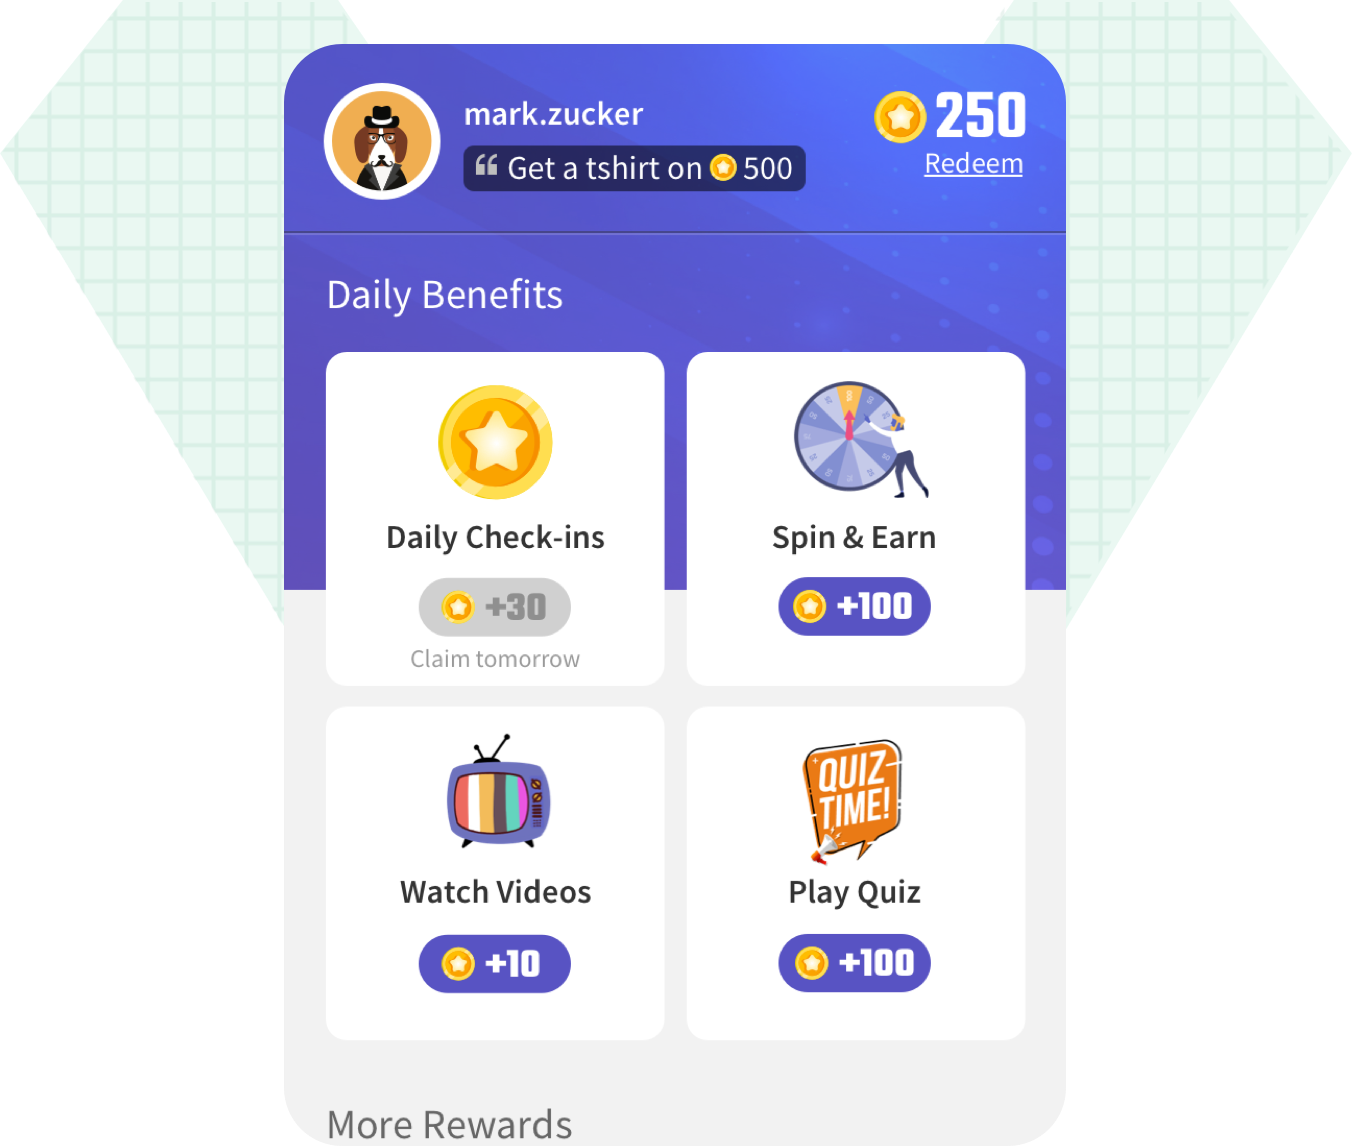 mark.zucker
“ Get a tshirt on 500
250
Redeem
Daily Benefits
Daily Check-ins
+30
Claim tomorrow
Spin & Earn
+100
Watch Videos
+10
QUIZ
TIME!
Play Quiz
+100
More Rewards